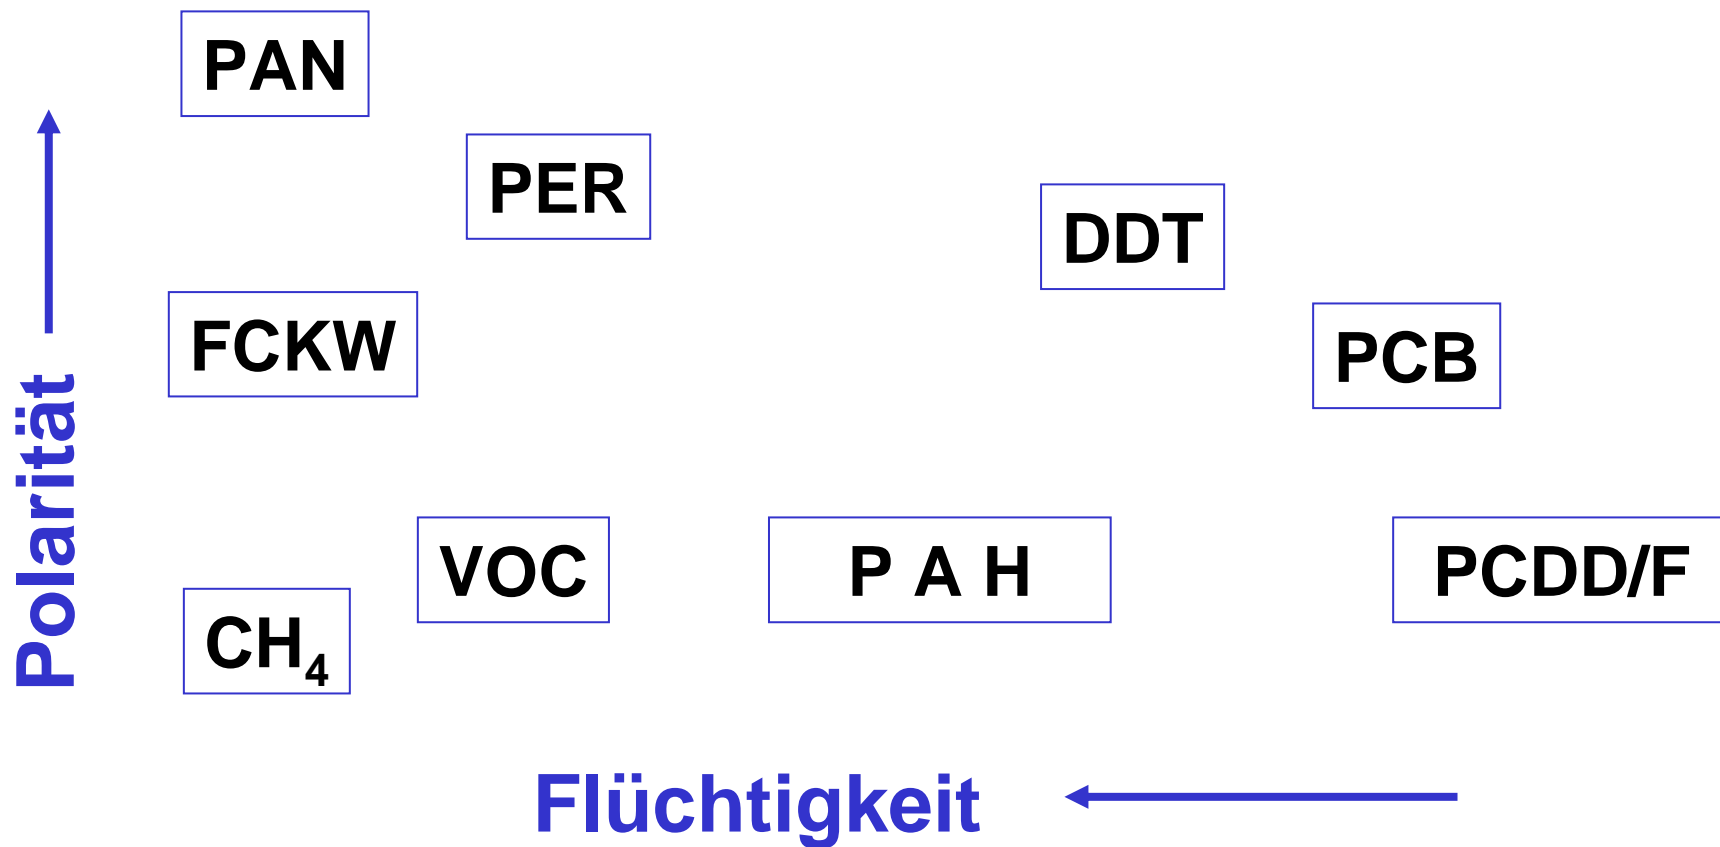 PAN
PER
DDT
FCKW
PCB
Polarität
VOC
P A H
PCDD/F
CH₄
Flüchtigkeit